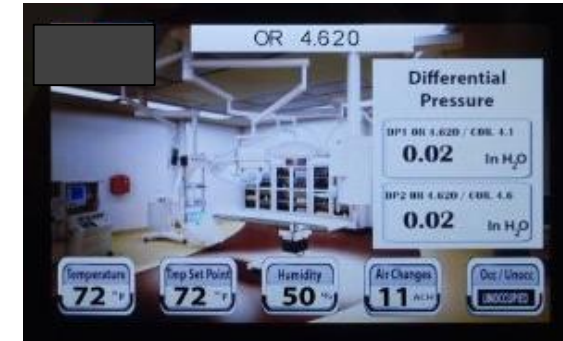 OR 4.620
Differential
Pressure
DP1 OR 4.620 / COR. 4.1
0.02 In H₂O
DP2 OR 4.620 / COR. 4.6
0.02 In H₂O
Temperature
72 °F
Tmp Set Point
72 °F
Humidity
50 %
Air Changes
11 ACH
Occ / Unocc
UNOCCUPIED